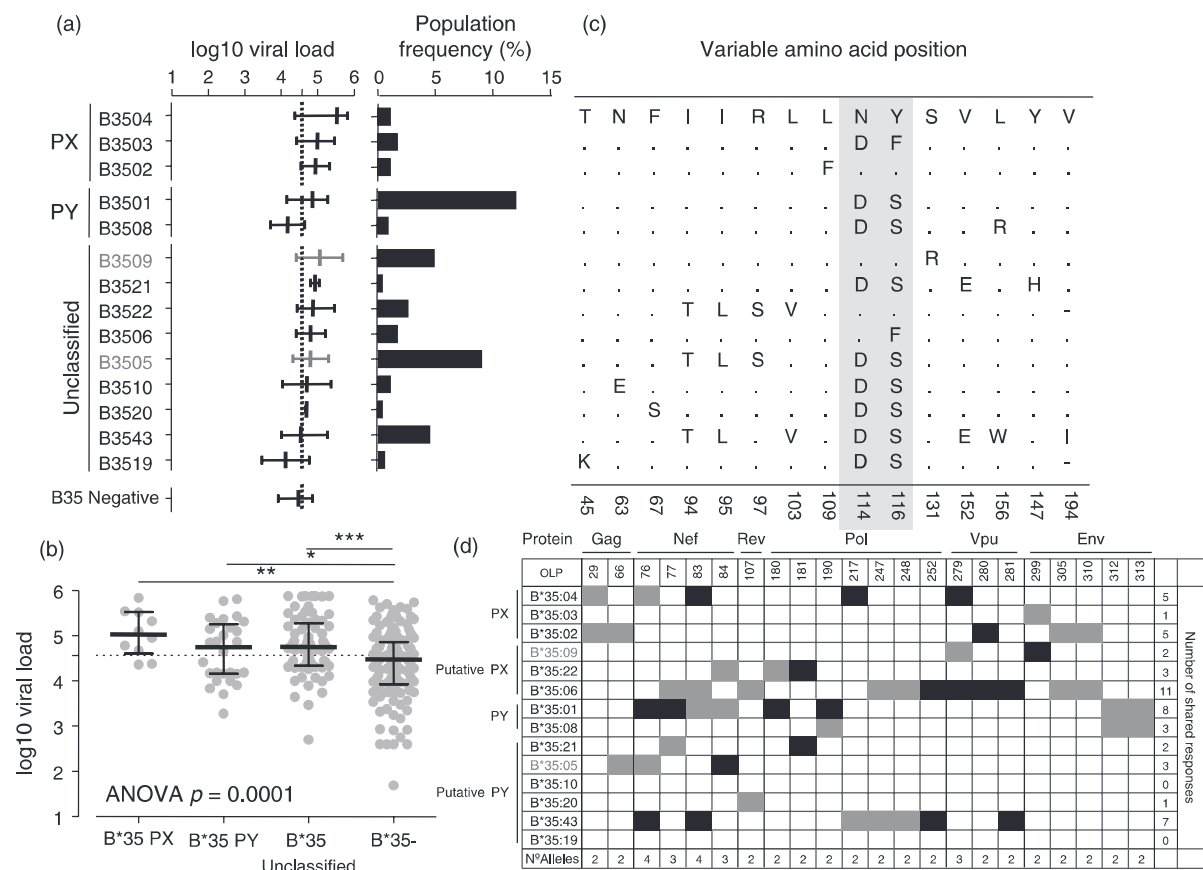 (a)
log10 viral load
Population frequency (%)
1 2 3 4 5 6
0 5 10 15
PX
B3504
B3503
B3502
PY
B3501
B3508
Unclassified
B3509
B3521
B3522
B3506
B3505
B3510
B3520
B3543
B3519
B35 Negative
(c)
Variable amino acid position
T N F I I R L L N Y S V L Y V
. . . . . . . . D F . . . . .
. . . . . . . F . . . . . . .
. . . . . . . . D S . . . . .
. . . . . . . . D S . . R . .
. . . . . . . . . . R . . . .
. . . . . . . . D S . E . H .
. . . T L S V . . . . . . . -
. . . . . . . . . F . . . . .
. . . T L S . . D S . . . . .
. E . . . . . . D S . . . . .
. . S . . . . . D S . . . . .
. . . T L . V . D S . E W . I
K . . . . . . . D S . . . . -
45 63 67 94 95 97 103 109 114 116 131 152 156 147 194
(b)
***
*
**
log10 viral load
6
5
4
3
2
1
ANOVA p = 0.0001
B*35 PX
B*35 PY
B*35
Unclassified
B*35-
(d)
Protein Gag Nef Rev Pol Vpu Env
OLP 29 66 76 77 83 84 107 180 181 190 217 247 248 252 279 280 281 299 305 310 312 313
PX
B*35:04 5
B*35:03 1
B*35:02 5
Putative PX
B*35:09 2
B*35:22 3
B*35:06 11
PY
B*35:01 8
B*35:08 3
Putative PY
B*35:21 2
B*35:05 3
B*35:10 0
B*35:20 1
B*35:43 7
B*35:19 0
NºAlleles 2 2 4 3 4 3 2 2 2 2 2 2 2 2 3 2 2 2 2 2 2 2
Number of shared responses